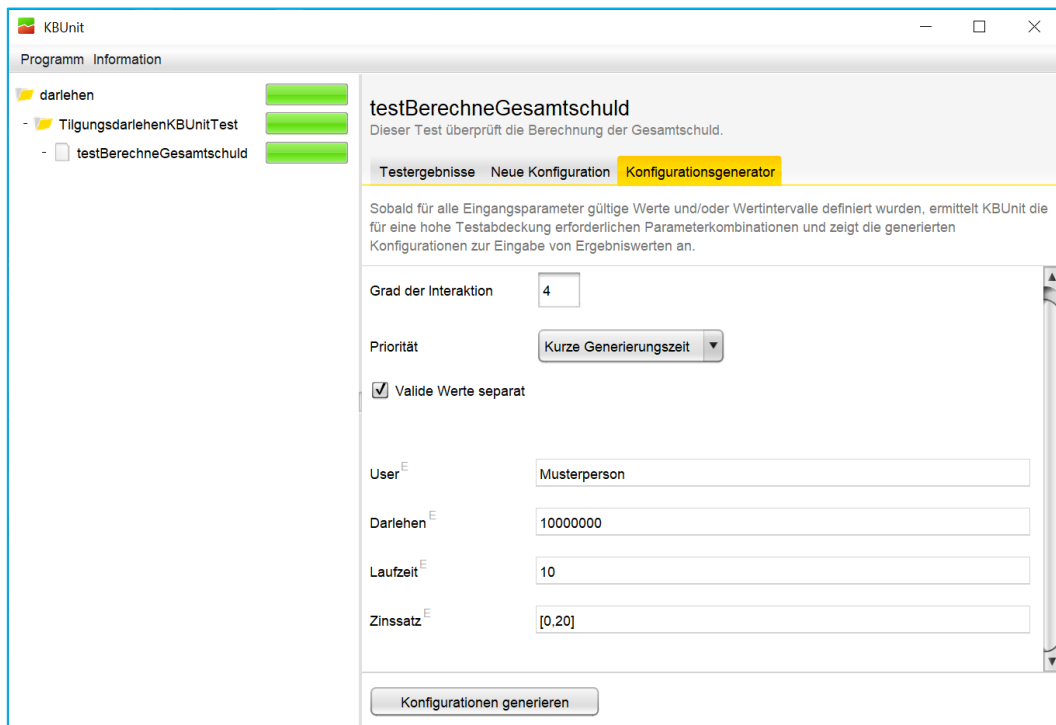 KBUnit
Programm Information
darlehen
- TilgungsdarlehenKBUnitTest
- testBerechneGesamtschuld
testBerechneGesamtschuld
Dieser Test überprüft die Berechnung der Gesamtschuld.
Testergebnisse Neue Konfiguration Konfigurationsgenerator
Sobald für alle Eingangsparameter gültige Werte und/oder Wertintervalle definiert wurden, ermittelt KBUnit die
für eine hohe Testabdeckung erforderlichen Parameterkombinationen und zeigt die generierten
Konfigurationen zur Eingabe von Ergebniswerten an.
Grad der Interaktion 4
Priorität Kurze Generierungszeit
Valide Werte separat
User E Musterperson
Darlehen E 10000000
Laufzeit E 10
Zinssatz E [0,20]
Konfigurationen generieren